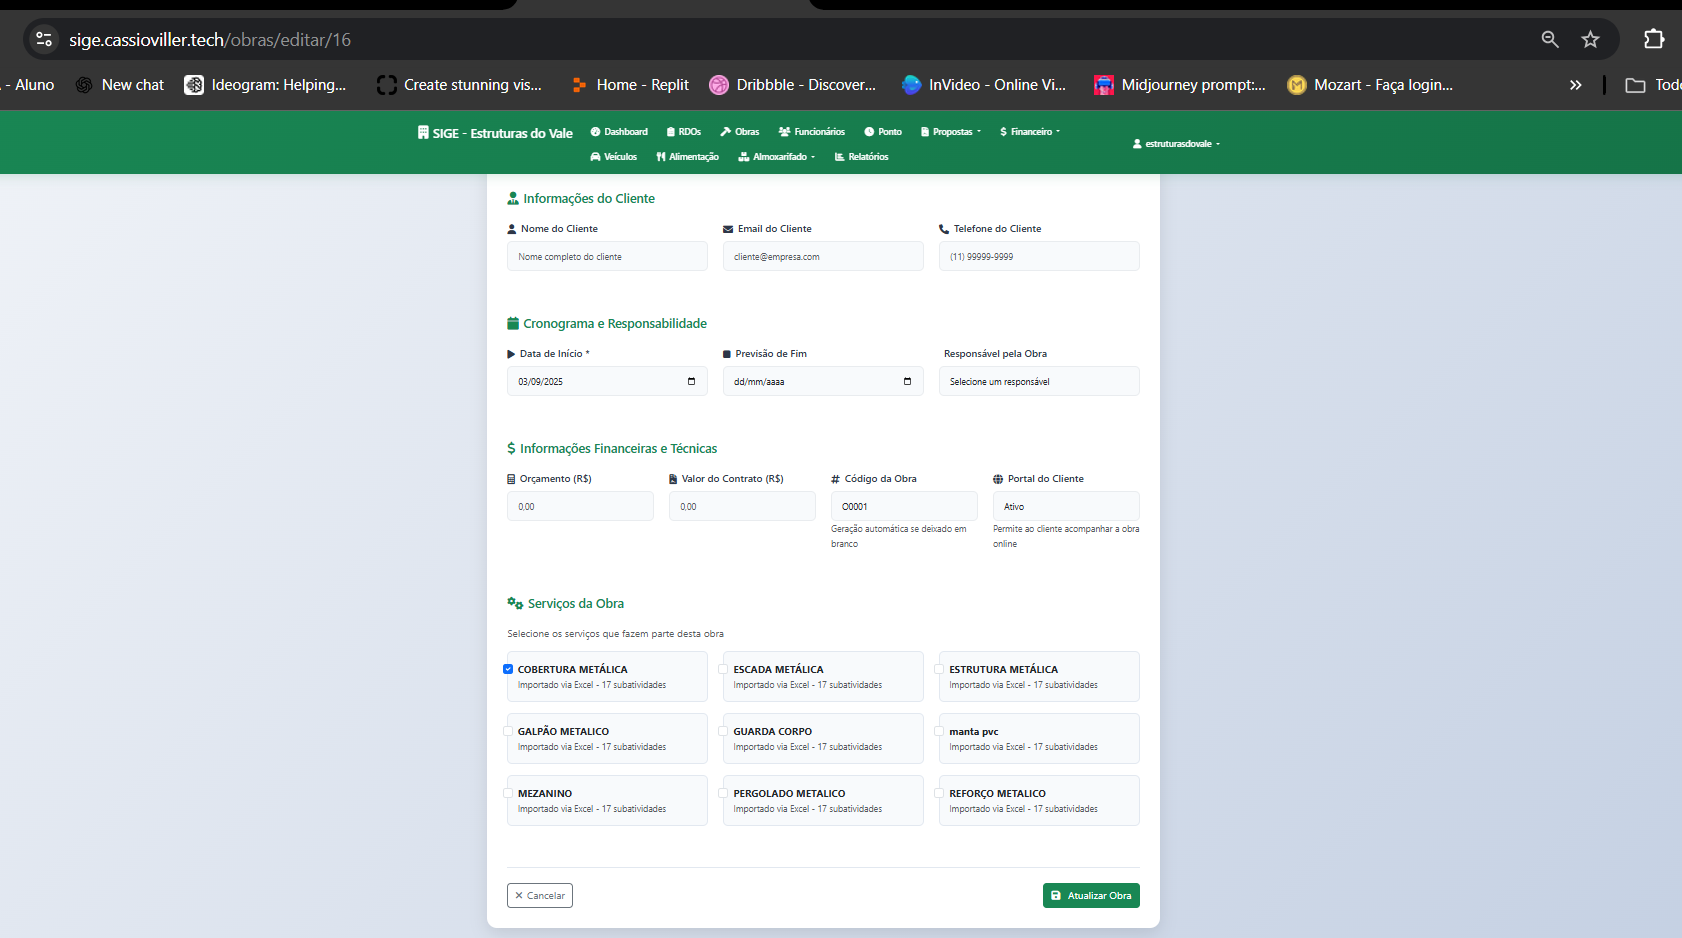 sige.cassioviller.tech/obras/editar/16
- Aluno
New chat
Ideogram: Helping...
Create stunning vis...
Home - Replit
Dribbble - Discover...
InVideo - Online Vi...
Midjourney prompt:...
Mozart - Faça login...
»
SIGE - Estruturas do Vale
Dashboard
RDOs
Obras
Funcionários
Ponto
Propostas
Financeiro
Veículos
Alimentação
Almoxarifado
Relatórios
estruturasdovale
Informações do Cliente
Nome do Cliente
Email do Cliente
Telefone do Cliente
Nome completo do cliente
cliente@empresa.com
(11) 99999-9999
Cronograma e Responsabilidade
Data de Início *
Previsão de Fim
Responsável pela Obra
03/09/2025
dd/mm/aaaa
Selecione um responsável
$ Informações Financeiras e Técnicas
Orçamento (R$)
Valor do Contrato (R$)
# Código da Obra
Portal do Cliente
0,00
0,00
O0001
Ativo
Geração automática se deixado em
branco
Permite ao cliente acompanhar a obra
online
Serviços da Obra
Selecione os serviços que fazem parte desta obra
COBERTURA METÁLICA
Importado via Excel - 17 subatividades
ESCADA METÁLICA
Importado via Excel - 17 subatividades
ESTRUTURA METÁLICA
Importado via Excel - 17 subatividades
GALPÃO METALICO
Importado via Excel - 17 subatividades
GUARDA CORPO
Importado via Excel - 17 subatividades
manta pvc
Importado via Excel - 17 subatividades
MEZANINO
Importado via Excel - 17 subatividades
PERGOLADO METALICO
Importado via Excel - 17 subatividades
REFORÇO METALICO
Importado via Excel - 17 subatividades
Cancelar
Atualizar Obra